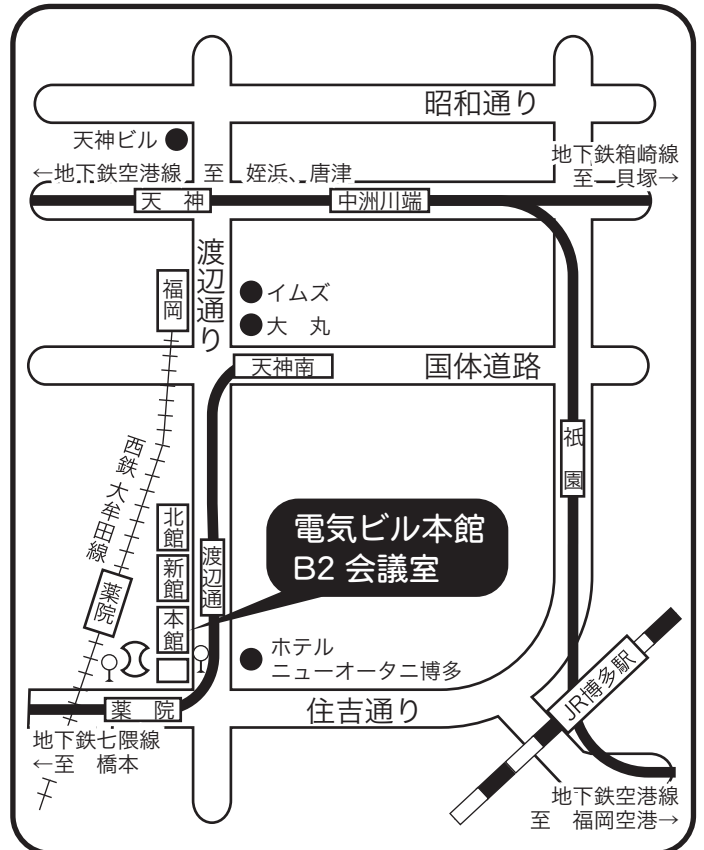 昭和通り
天神ビル
←地下鉄空港線　至　姪浜、唐津
地下鉄箱崎線
至　貝塚→
天　神
中洲川端
渡辺通り
福岡
イムズ
大　丸
天神南
国体道路
祇園
西鉄 大牟田線
北館
新館
本館
渡辺通
電気ビル本館
B2 会議室
薬院
ホテル
ニューオータニ博多
JR博多駅
薬　院
住吉通り
地下鉄七隈線
←至　橋本
地下鉄空港線
至　福岡空港→